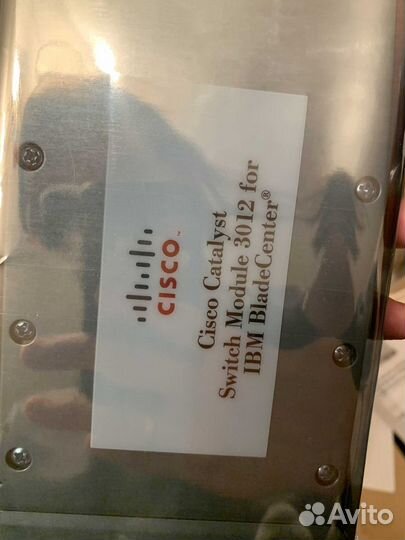 CISCO
Cisco Catalyst
Switch Module 3012 for
IBM BladeCenter®
Avito